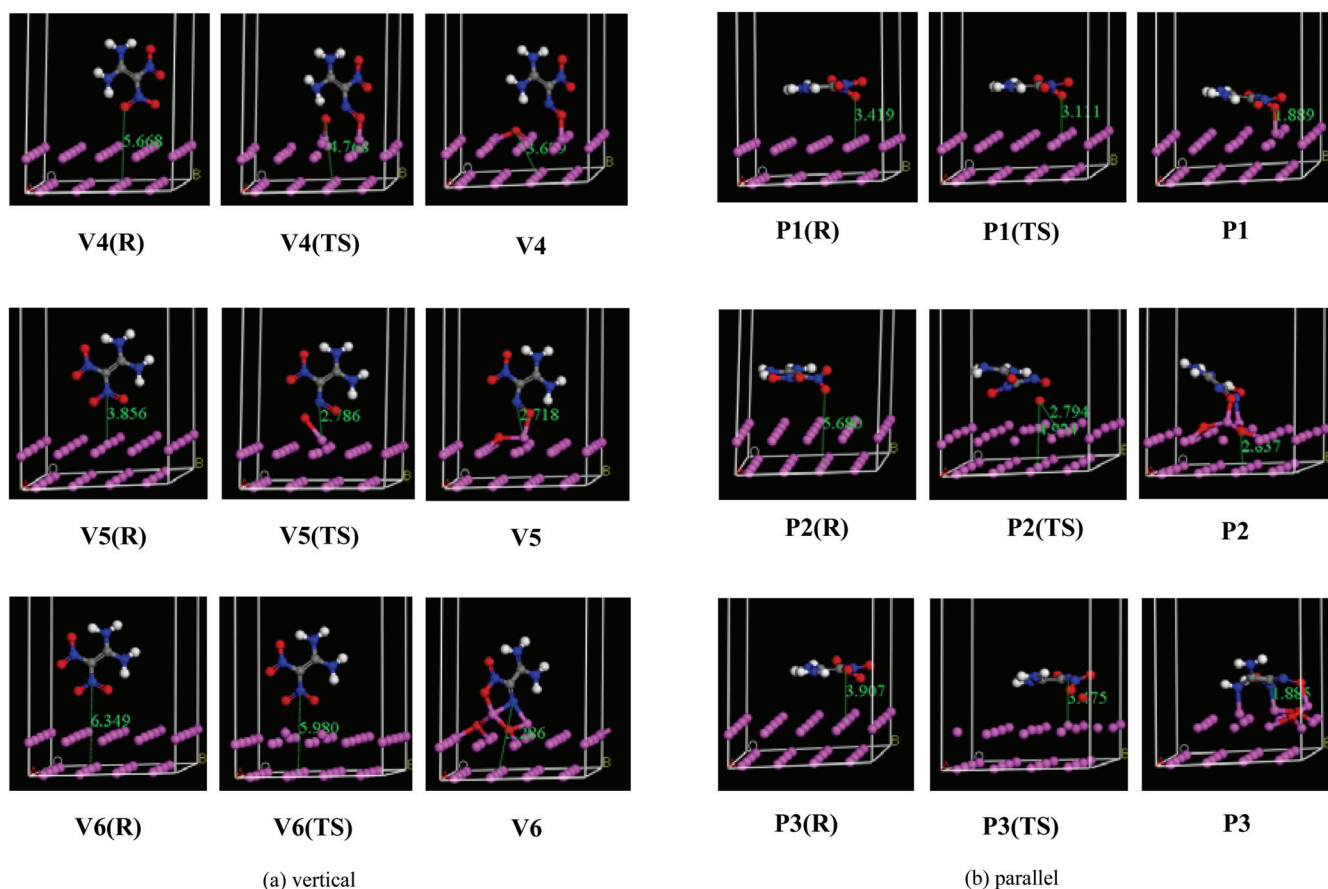 5.668
V4(R)
V4(TS)
B
V4
3.419
P1(R)
3.111
P1(TS)
1.889
P1
3.856
V5(R)
2.786
V5(TS)
2.718
B
V5
5.680
P2(R)
2.794
P2(TS)
2.837
P2
6.349
V6(R)
5.980
V6(TS)
B
V6
3.907
P3(R)
P3(TS)
1.885
P3
(a) vertical
(b) parallel